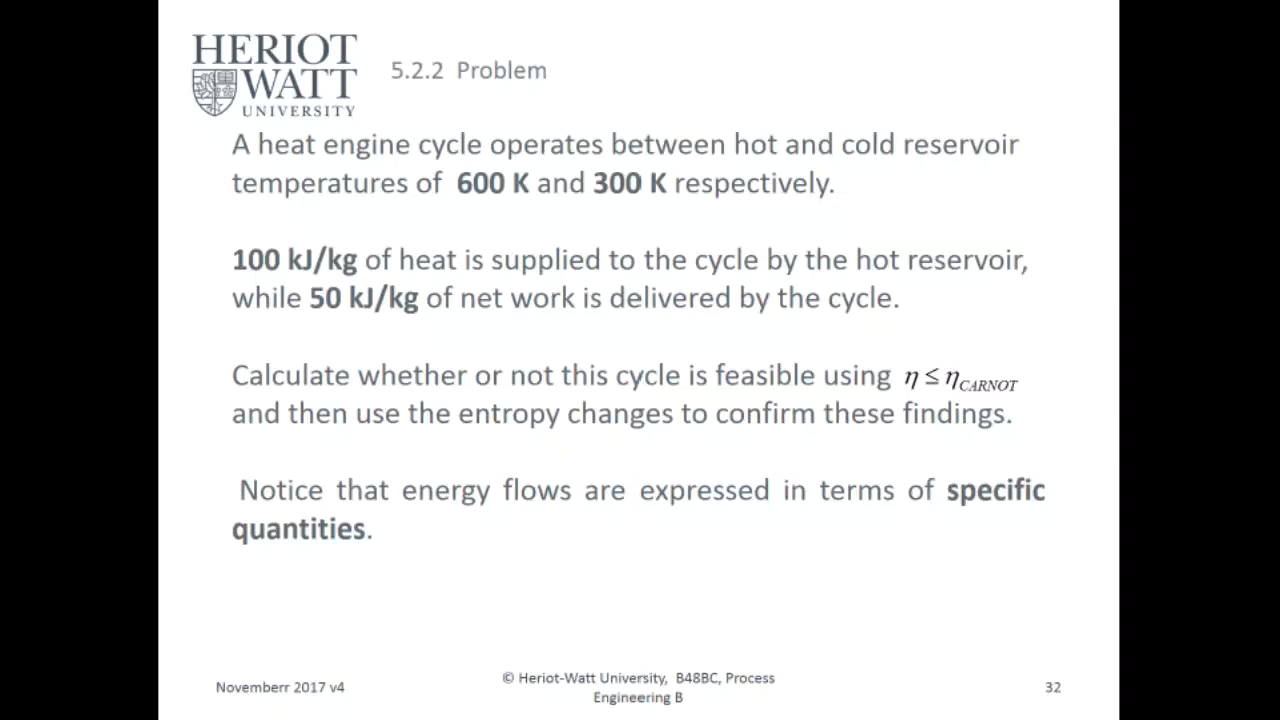 HERIOT
WATT
UNIVERSITY
5.2.2 Problem
A heat engine cycle operates between hot and cold reservoir
temperatures of 600 K and 300 K respectively.
100 kJ/kg of heat is supplied to the cycle by the hot reservoir,
while 50 kJ/kg of net work is delivered by the cycle.
Calculate whether or not this cycle is feasible using η ≤ η_CARNOT
and then use the entropy changes to confirm these findings.
Notice that energy flows are expressed in terms of specific
quantities.
Novemberr 2017 v4
© Heriot-Watt University, B48BC, Process
Engineering B
32